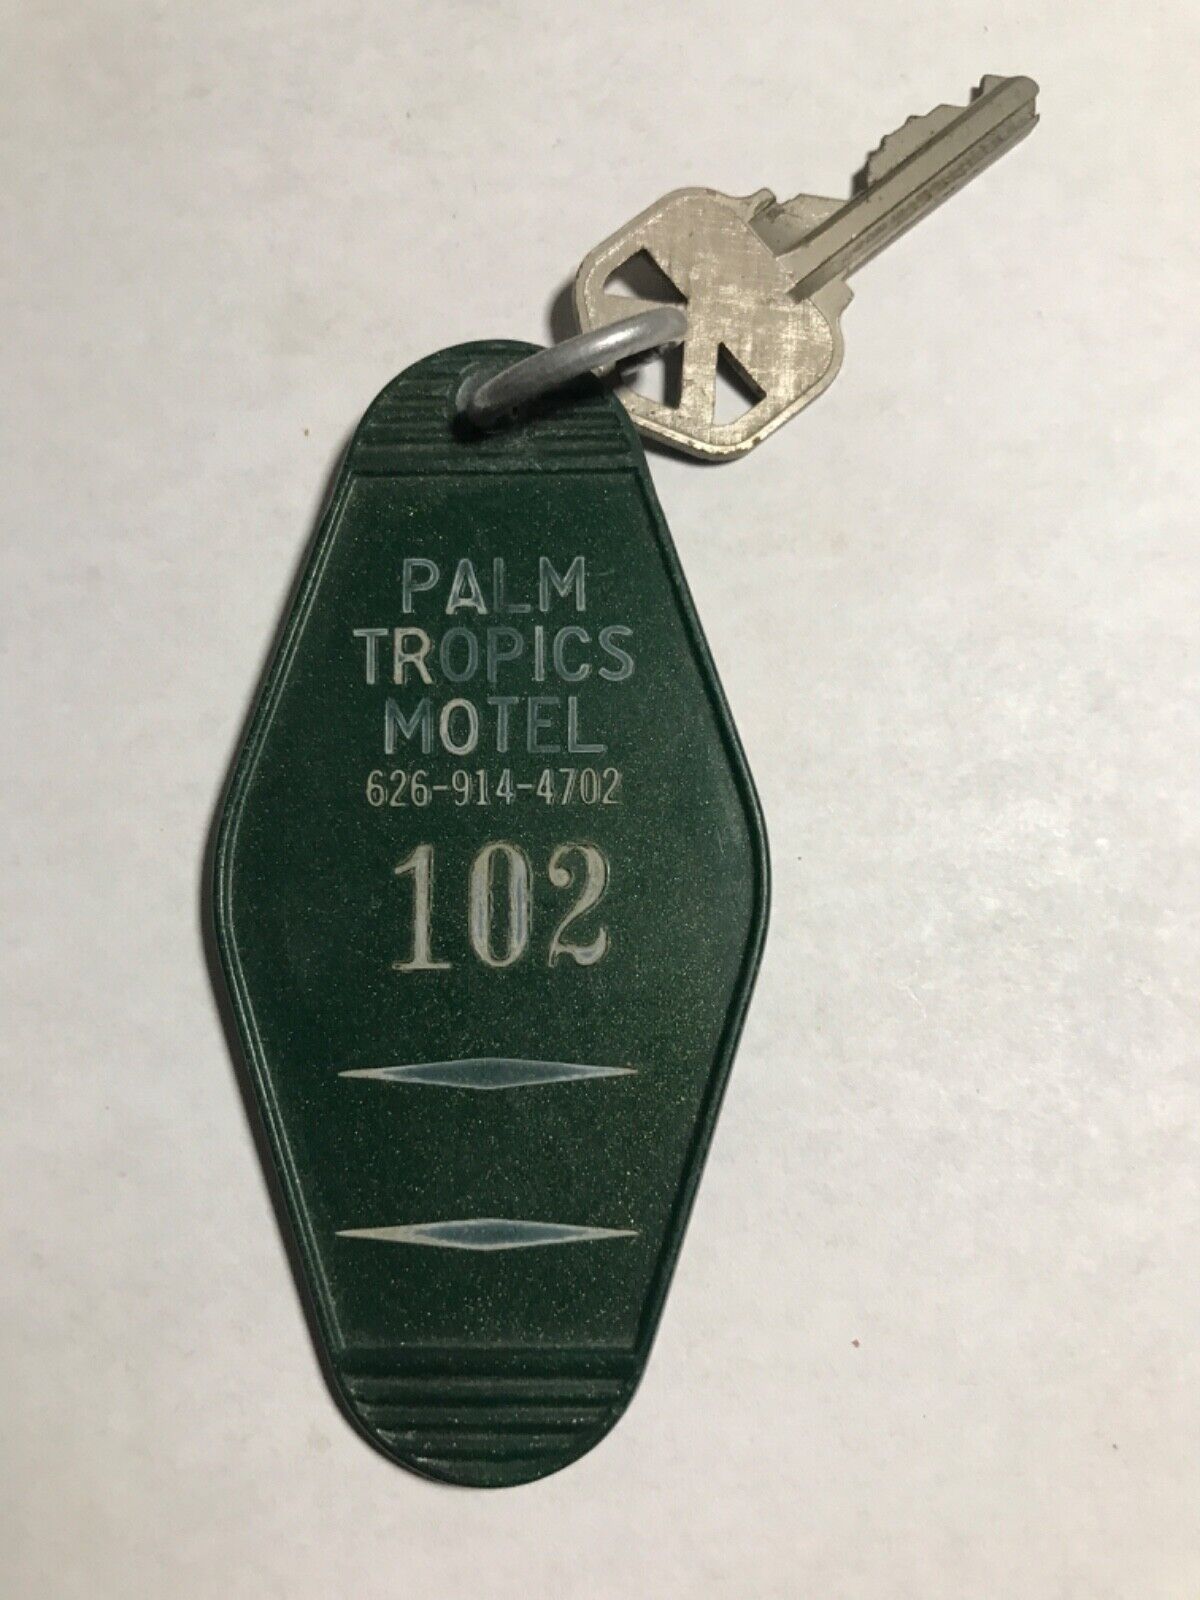 PALM
TROPICS
MOTEL
626-914-4702
102